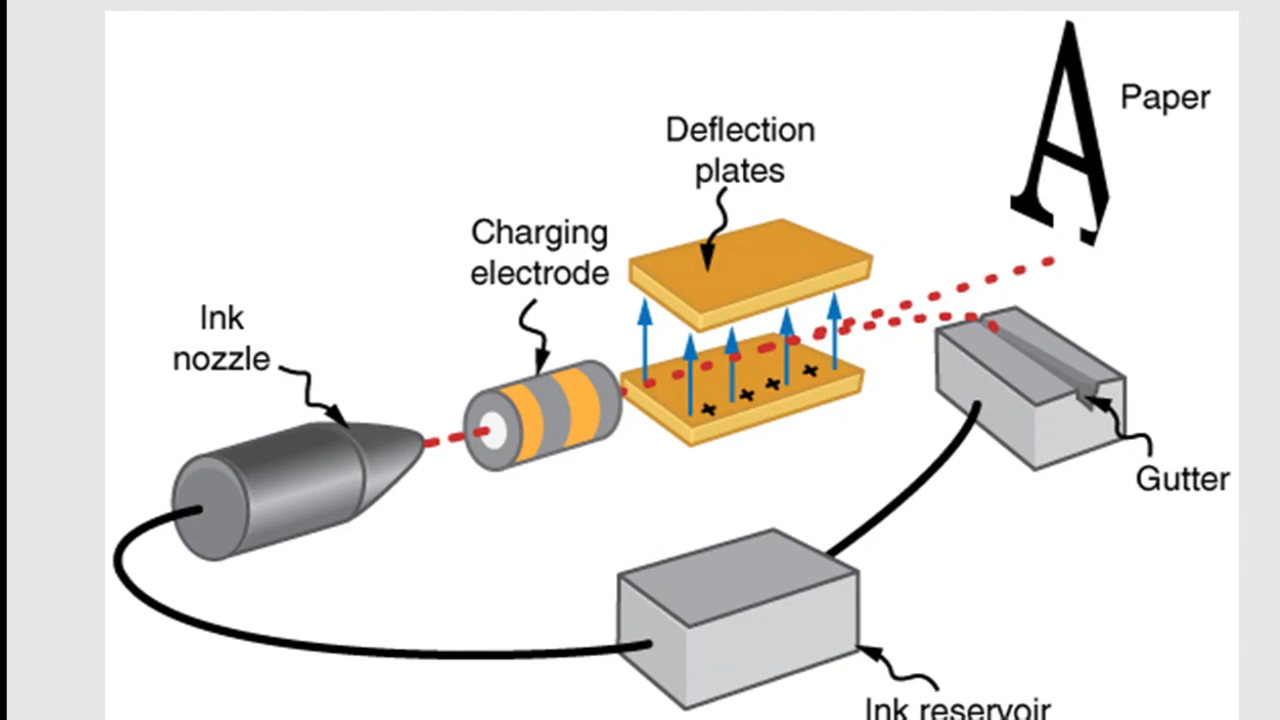 Paper
Deflection
plates
Charging
electrode
Ink
nozzle
A
+ + + +
Gutter
Ink reservoir